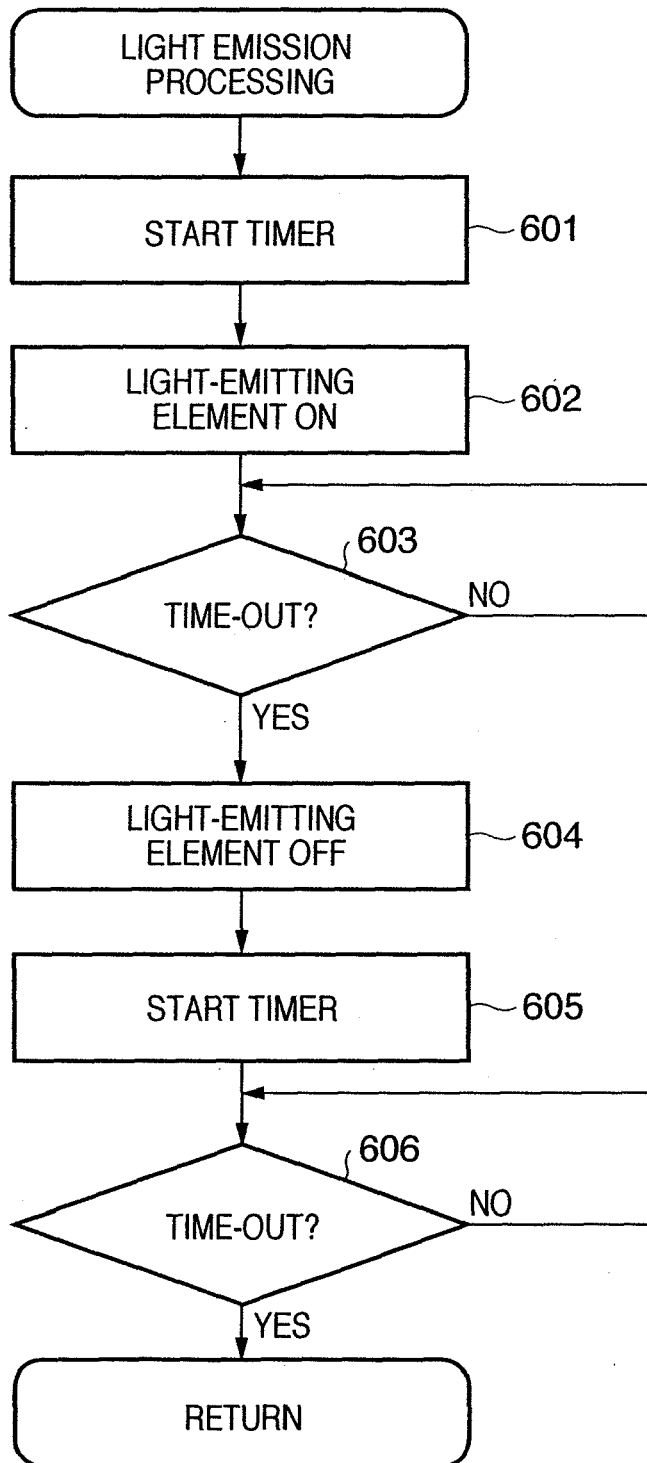 LIGHT EMISSION
PROCESSING
START TIMER
601
LIGHT-EMITTING
ELEMENT ON
602
603
TIME-OUT?
NO
YES
LIGHT-EMITTING
ELEMENT OFF
604
START TIMER
605
606
TIME-OUT?
NO
YES
RETURN